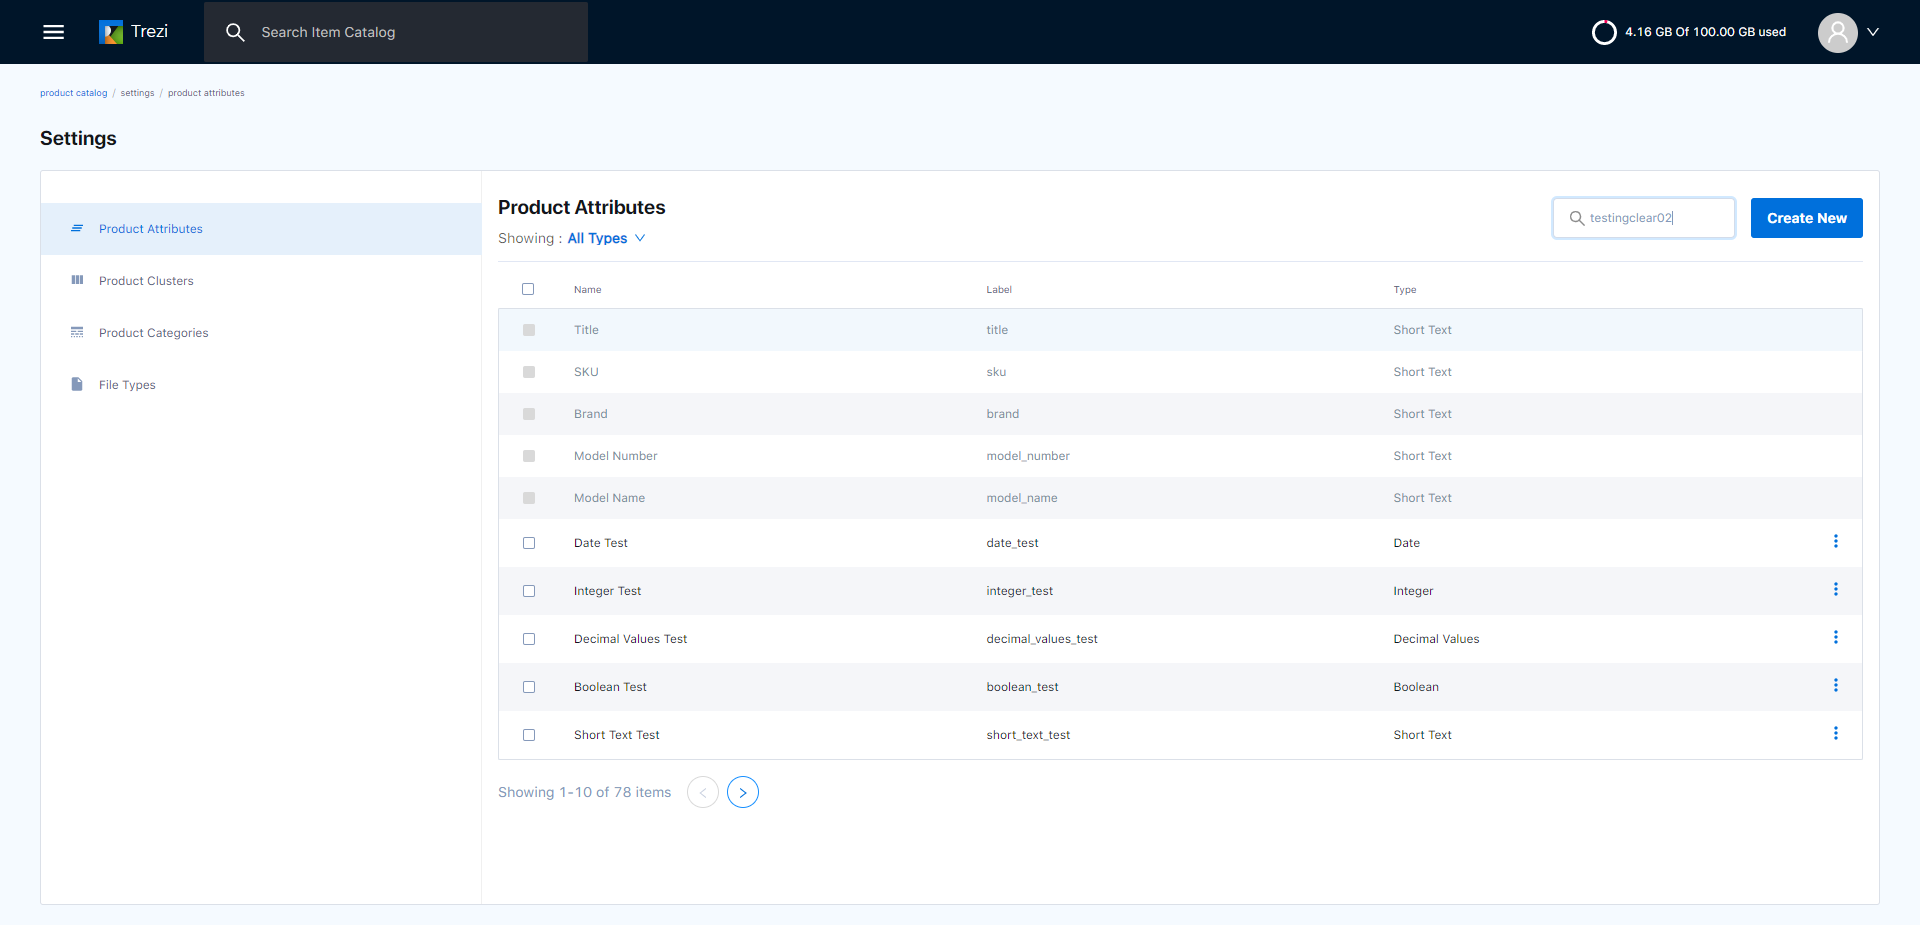 Trezi
Search Item Catalog
4.16 GB Of 100.00 GB used
product catalog / settings / product attributes
Settings
Product Attributes
Product Clusters
Product Categories
File Types
Product Attributes
Showing : All Types
testingclear02
Create New
Name Label Type
Title title Short Text
SKU sku Short Text
Brand brand Short Text
Model Number model_number Short Text
Model Name model_name Short Text
Date Test date_test Date
Integer Test integer_test Integer
Decimal Values Test decimal_values_test Decimal Values
Boolean Test boolean_test Boolean
Short Text Test short_text_test Short Text
Showing 1-10 of 78 items